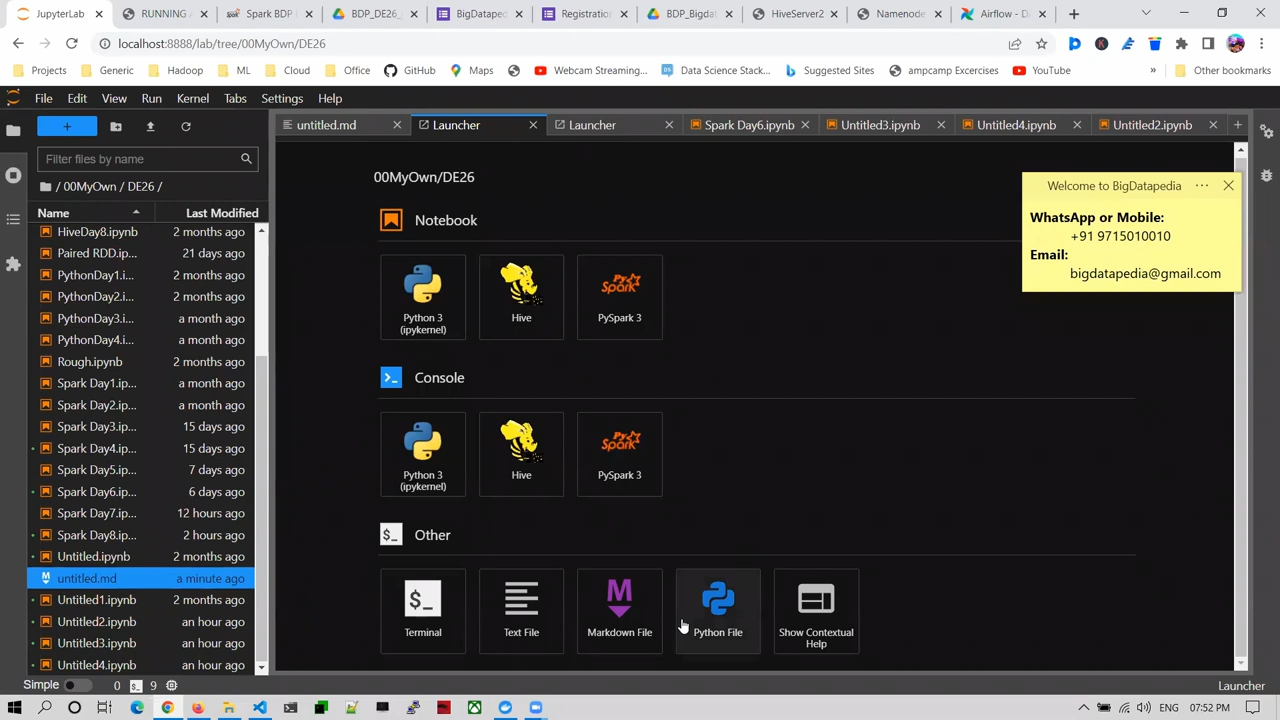 JupyterLab
RUNNING A
Spark BDP i
BDP_DE26_
BigDataped
Registration
BDP_Bigdat
HiveServer2
Namenode
Airflow - D
localhost:8888/lab/tree/00MyOwn/DE26
Projects
Generic
Hadoop
ML
Cloud
Office
GitHub
Maps
Webcam Streaming...
Data Science Stack...
Suggested Sites
ampcamp Excercises
YouTube
»
Other bookmarks
File Edit View Run Kernel Tabs Settings Help
untitled.md
Launcher
Launcher
Spark Day6.ipynb
Untitled3.ipynb
Untitled4.ipynb
Untitled2.ipynb
Filter files by name
/ 00MyOwn / DE26 /
Name Last Modified
HiveDay8.ipynb 2 months ago
Paired RDD.ip... 21 days ago
PythonDay1.i... 2 months ago
PythonDay2.i... 2 months ago
PythonDay3.i... a month ago
PythonDay4.i... a month ago
Rough.ipynb 2 months ago
Spark Day1.ip... a month ago
Spark Day2.ip... a month ago
Spark Day3.ip... 15 days ago
Spark Day4.ip... 15 days ago
Spark Day5.ip... 7 days ago
Spark Day6.ip... 6 days ago
Spark Day7.ip... 12 hours ago
Spark Day8.ip... 2 hours ago
Untitled.ipynb 2 months ago
untitled.md a minute ago
Untitled1.ipynb 2 months ago
Untitled2.ipynb an hour ago
Untitled3.ipynb an hour ago
Untitled4.ipynb an hour ago
00MyOwn/DE26
Notebook
Python 3
(ipykernel)
Hive
PySpark 3
Console
Python 3
(ipykernel)
Hive
PySpark 3
Other
$_
Terminal
Text File
Markdown File
Python File
Show Contextual
Help
Welcome to BigDatapedia
WhatsApp or Mobile:
+91 9715010010
Email:
bigdatapedia@gmail.com
Simple 0 9
Launcher
ENG 07:52 PM